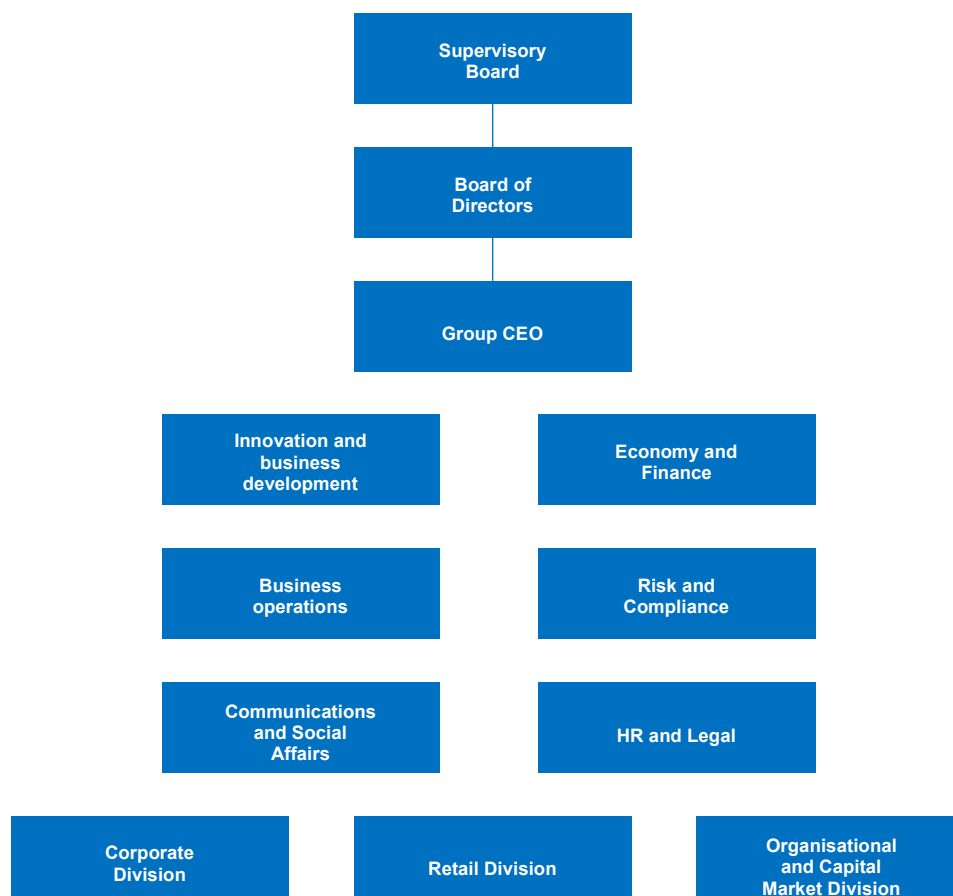 Supervisory
Board
Board of
Directors
Group CEO
Innovation and
business
development
Economy and
Finance
Business
operations
Risk and
Compliance
Communications
and Social
Affairs
HR and Legal
Corporate
Division
Retail Division
Organisational
and Capital
Market Division